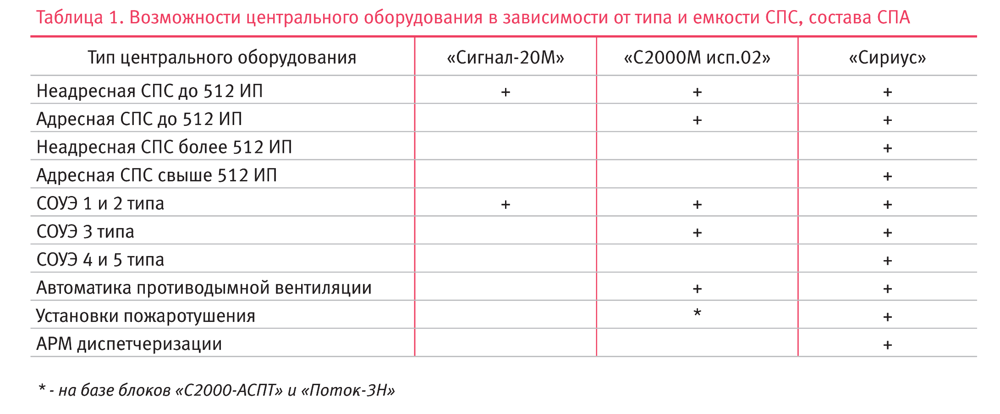 Таблица 1. Возможности центрального оборудования в зависимости от типа и емкости СПС, состава СПА
Тип центрального оборудования «Сигнал-20М» «С2000М исп.02» «Сириус»
Неадресная СПС до 512 ИП + + +
Адресная СПС до 512 ИП + +
Неадресная СПС более 512 ИП +
Адресная СПС свыше 512 ИП +
СОУЭ 1 и 2 типа + + +
СОУЭ 3 типа + +
СОУЭ 4 и 5 типа +
Автоматика противодымной вентиляции + +
Установки пожаротушения * +
АРМ диспетчеризации +
* - на базе блоков «С2000-АСПТ» и «Поток-3Н»